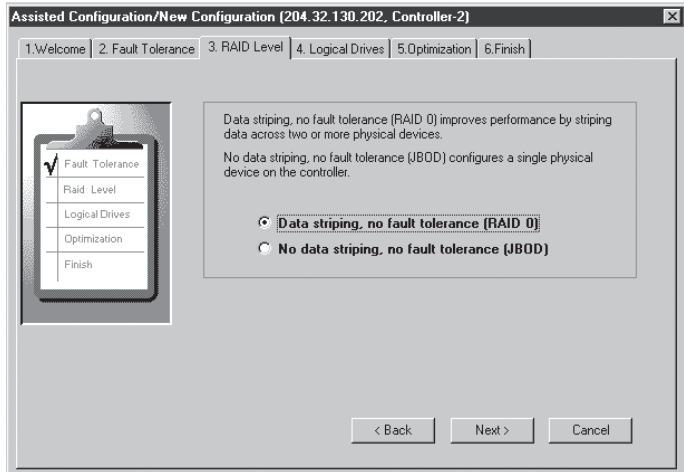 Assisted Configuration/New Configuration (204.32.130.202, Controller-2)
1.Welcome 2. Fault Tolerance 3. RAID Level 4. Logical Drives 5.Optimization 6.Finish
Fault Tolerance
Raid Level
Logical Drives
Optimization
Finish
Data striping, no fault tolerance (RAID 0) improves performance by striping
data across two or more physical devices.
No data striping, no fault tolerance (JBOD) configures a single physical
device on the controller.
Data striping, no fault tolerance (RAID 0)
No data striping, no fault tolerance (JBOD)
< Back Next > Cancel